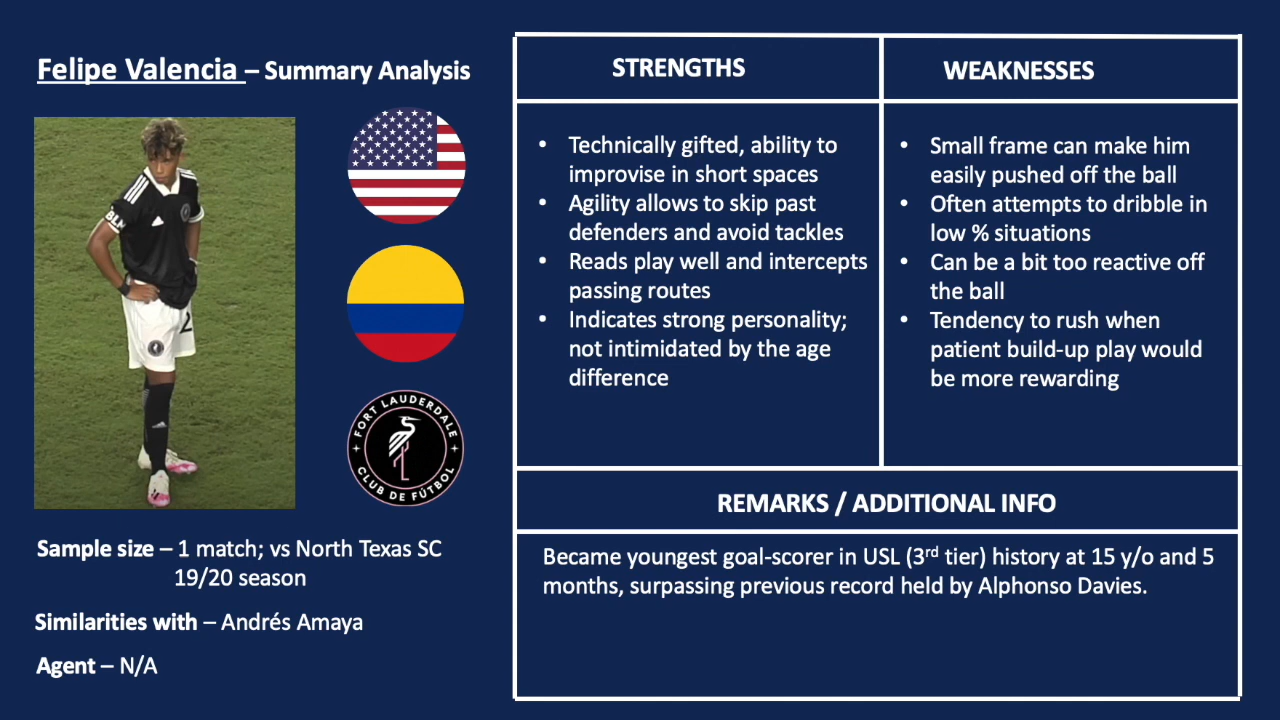 Felipe Valencia – Summary Analysis
BLM
2
FORT LAUDERDALE
CLUB DE FÚTBOL
Sample size – 1 match; vs North Texas SC
19/20 season
Similarities with – Andrés Amaya
Agent – N/A
STRENGTHS
• Technically gifted, ability to
improvise in short spaces
• Agility allows to skip past
defenders and avoid tackles
• Reads play well and intercepts
passing routes
• Indicates strong personality;
not intimidated by the age
difference
WEAKNESSES
• Small frame can make him
easily pushed off the ball
• Often attempts to dribble in
low % situations
• Can be a bit too reactive off
the ball
• Tendency to rush when
patient build-up play would
be more rewarding
REMARKS / ADDITIONAL INFO
Became youngest goal-scorer in USL (3rd tier) history at 15 y/o and 5
months, surpassing previous record held by Alphonso Davies.